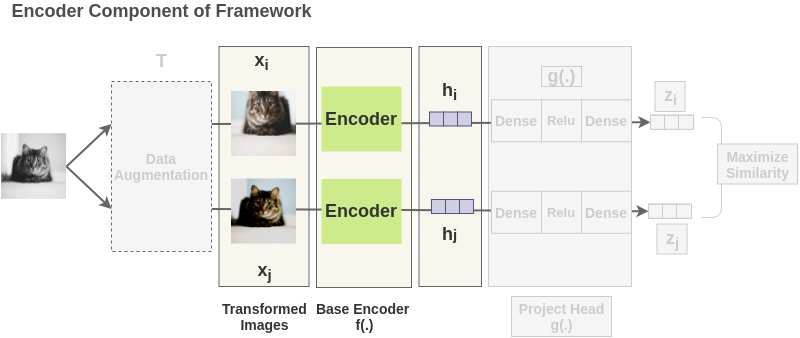 Encoder Component of Framework
T
xi
hi
g(.)
zi
Encoder
Dense
Relu
Dense
Data
Augmentation
Maximize
Similarity
Encoder
Dense
Relu
Dense
hj
zj
xj
Transformed
Images
Base Encoder
f(.)
Project Head
g(.)